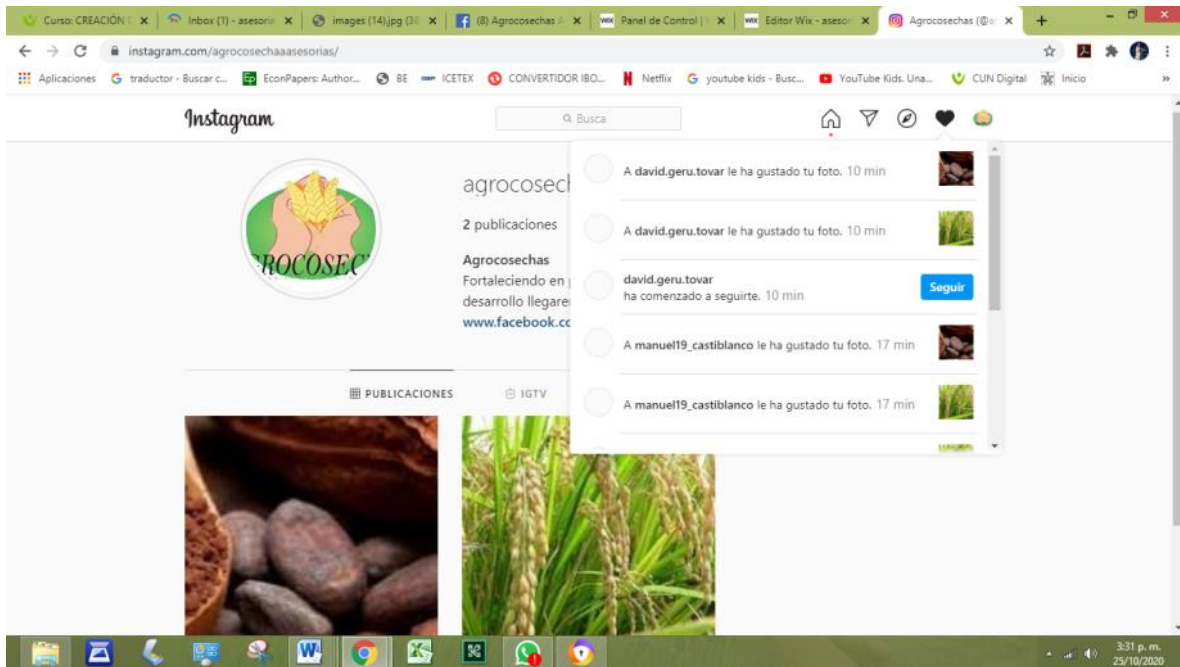 Curso: CREACIÓN
Inbox (1) - asesoria
images (14).jpg (3
(8) Agrocosechas A
WIX Panel de Control |
WIX Editor Wix - aseso
Agrocosechas (@a
instagram.com/agrocosechaaasesorias/
Aplicaciones
traductor - Buscar c...
EconPapers: Author...
BE
ICETEX
CONVERTIDOR IBO...
Netflix
youtube kids - Busc...
YouTube Kids. Una...
CUN Digital
Inicio
»
Instagram
Busca
agrocosech
2 publicaciones
Agrocosechas
Fortaleciendo en
desarrollo llegare
www.facebook.co
ROCOSEC
A david.geru.tovar le ha gustado tu foto. 10 min
A david.geru.tovar le ha gustado tu foto. 10 min
david.geru.tovar
ha comenzado a seguirte. 10 min
Seguir
A manuel19_castiblanco le ha gustado tu foto. 17 min
A manuel19_castiblanco le ha gustado tu foto. 17 min
PUBLICACIONES
IGTV
3:31 p. m.
25/10/2020